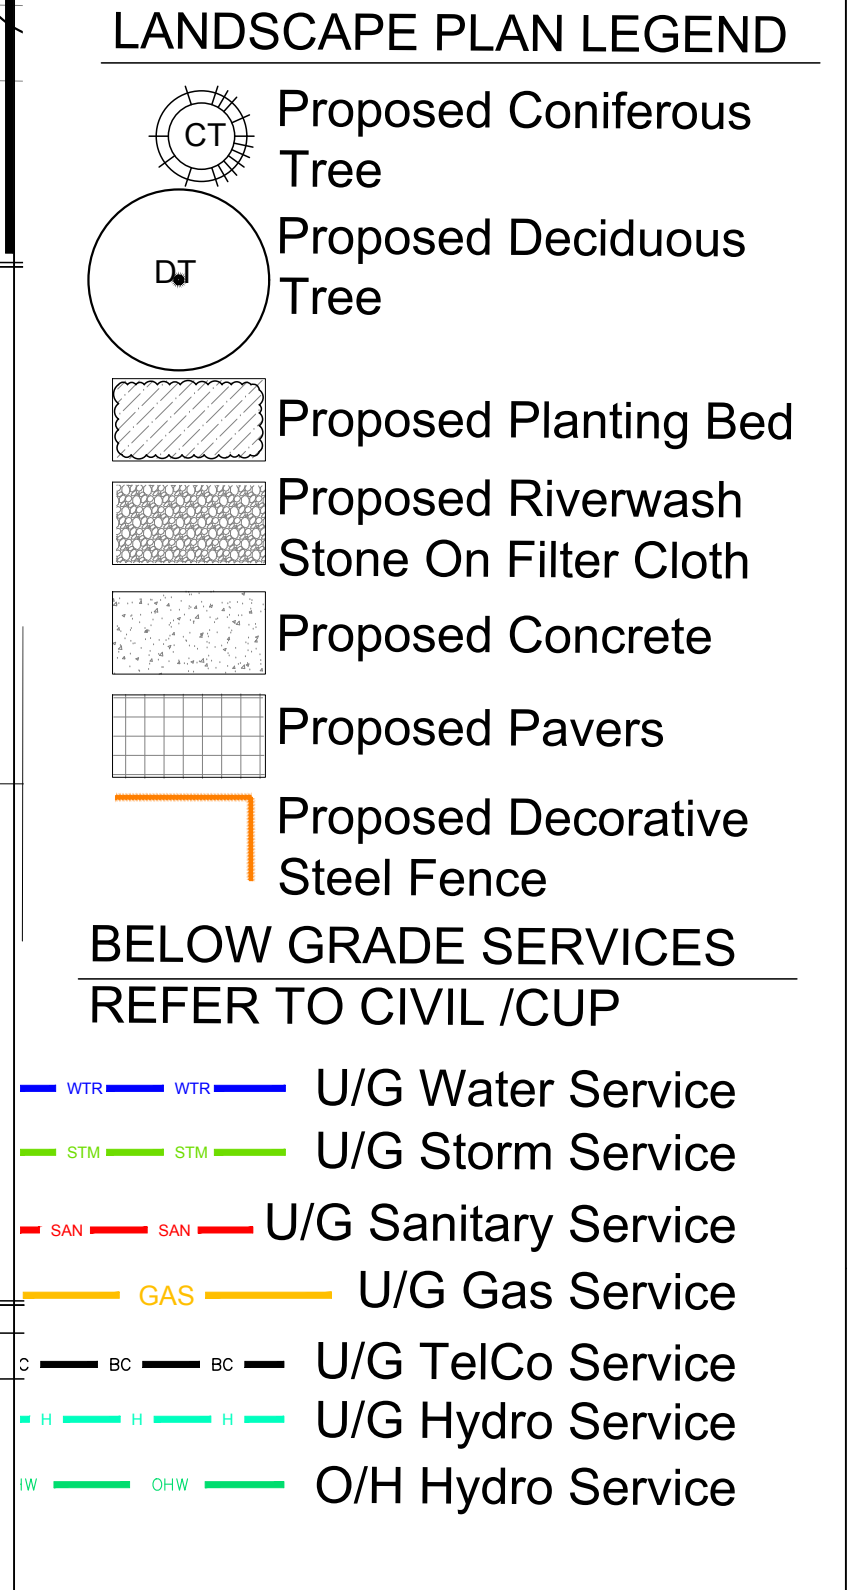 LANDSCAPE PLAN LEGEND
CT
Proposed Coniferous
Tree
DT
Proposed Deciduous
Tree
Proposed Planting Bed
Proposed Riverwash
Stone On Filter Cloth
Proposed Concrete
Proposed Pavers
Proposed Decorative
Steel Fence
BELOW GRADE SERVICES
REFER TO CIVIL /CUP
WTR WTR U/G Water Service
STM STM U/G Storm Service
SAN SAN U/G Sanitary Service
GAS U/G Gas Service
C BC BC U/G TelCo Service
H H H U/G Hydro Service
HW OHW O/H Hydro Service